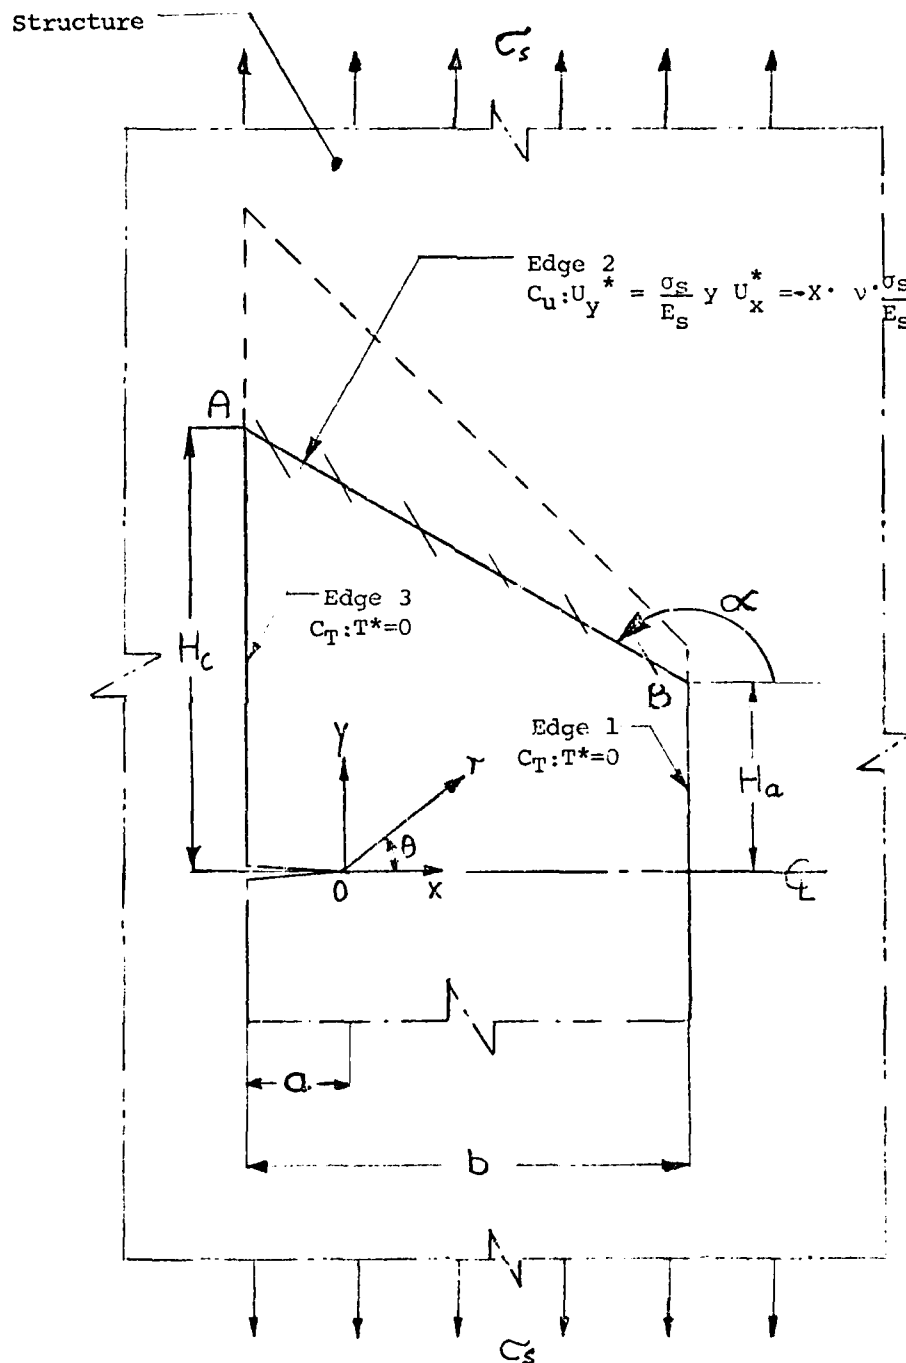 Structure
σs
Edge 2
Cu:Uy* = σs/Es y Ux* = -X· ν·σs/Es
A
α
Edge 3
CT:T*=0
Hc
B
Edge 1
CT:T*=0
y
r
Ha
θ
0
x
℄
a
b
σs